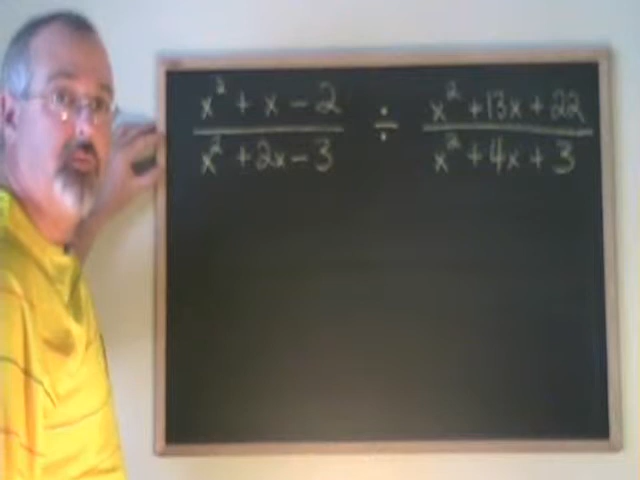 x² + x - 2 ÷ x² + 13x + 22
x² + 2x - 3 x² + 4x + 3